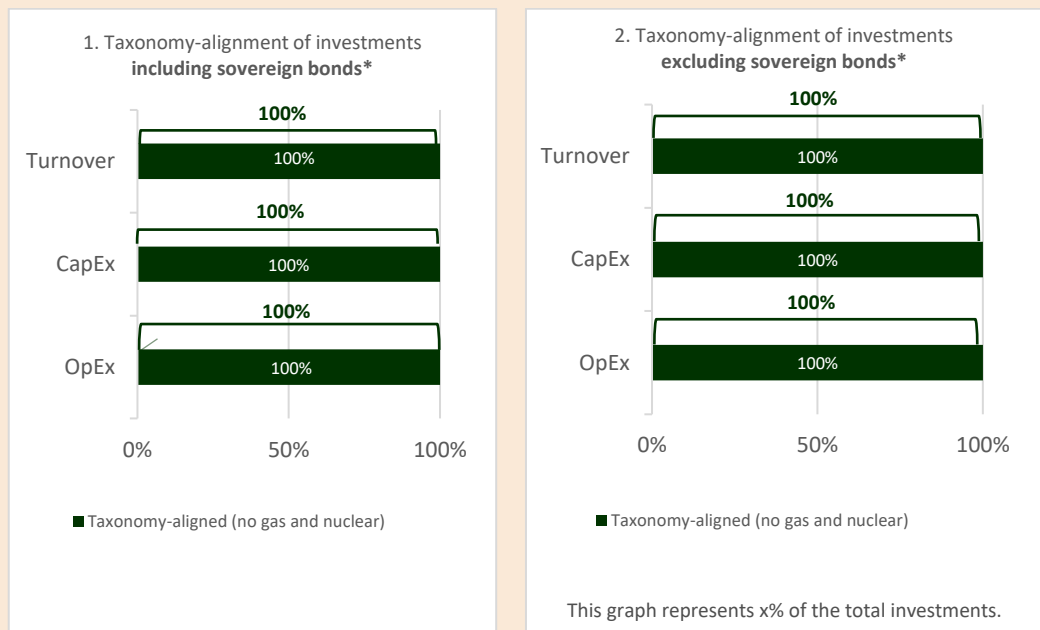 1. Taxonomy-alignment of investments
including sovereign bonds*
100%
Turnover
100%
100%
CapEx
100%
100%
OpEx
100%
0%
50%
100%
Taxonomy-aligned (no gas and nuclear)
2. Taxonomy-alignment of investments
excluding sovereign bonds*
100%
Turnover
100%
100%
CapEx
100%
100%
OpEx
100%
0%
50%
100%
Taxonomy-aligned (no gas and nuclear)
This graph represents x% of the total investments.